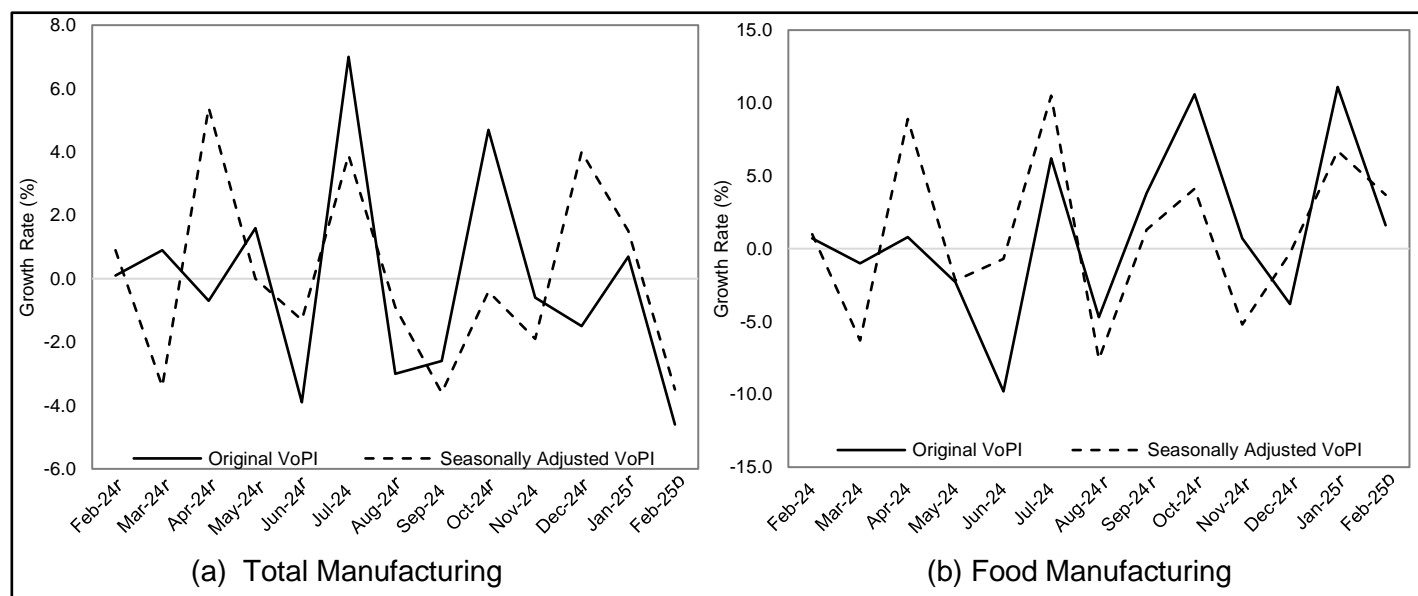 8.0
6.0
4.0
2.0
0.0
-2.0
-4.0
-6.0
Growth Rate (%)
Original VoPI
Seasonally Adjusted VoPI
Feb-24r
Mar-24r
Apr-24r
May-24r
Jun-24r
Jul-24
Aug-24r
Sep-24
Oct-24r
Nov-24
Dec-24r
Jan-25r
Feb-25p
(a) Total Manufacturing
15.0
10.0
5.0
0.0
-5.0
-10.0
-15.0
Growth Rate (%)
Original VoPI
Seasonally Adjusted VoPI
Feb-24
Mar-24
Apr-24
May-24
Jun-24
Jul-24
Aug-24r
Sep-24r
Oct-24r
Nov-24r
Dec-24r
Jan-25r
Feb-25p
(b) Food Manufacturing